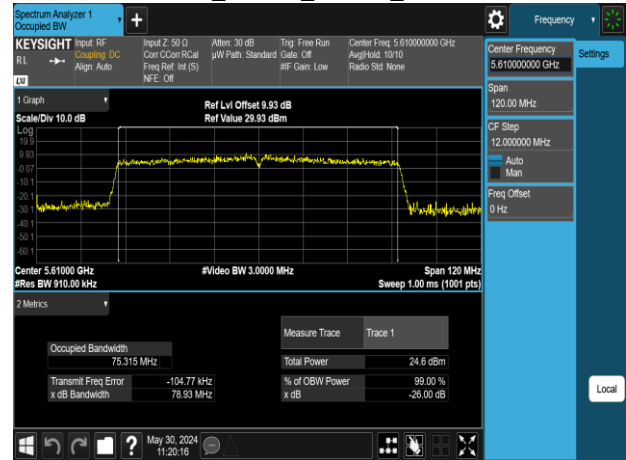 Spectrum Analyzer 1
Occupied BW
Frequency
KEYSIGHT
RL
LXI
Input: RF
Coupling: DC
Align: Auto
Input Z: 50 Ω
Corr CCorr RCal
Freq Ref: Int (S)
NFE: Off
Atten: 30 dB
µW Path: Standard
Trig: Free Run
Gate: Off
#IF Gain: Low
Center Freq: 5.610000000 GHz
Avg|Hold: 10/10
Radio Std: None
Center Frequency
5.610000000 GHz
Settings
Span
120.00 MHz
CF Step
12.000000 MHz
Auto
Man
Freq Offset
0 Hz
Local
1 Graph
Scale/Div 10.0 dB
Ref Lvl Offset 9.93 dB
Ref Value 29.93 dBm
Log
19.9
9.93
-0.07
-10.1
-20.1
-30.1
-40.1
-50.1
-60.1
Center 5.61000 GHz
#Res BW 910.00 kHz
#Video BW 3.0000 MHz
Span 120 MHz
Sweep 1.00 ms (1001 pts)
2 Metrics
Measure Trace Trace 1
Occupied Bandwidth
75.315 MHz
Total Power 24.6 dBm
Transmit Freq Error -104.77 kHz
% of OBW Power 99.00 %
x dB Bandwidth 78.93 MHz
x dB -26.00 dB
?
May 30, 2024
11:20:16